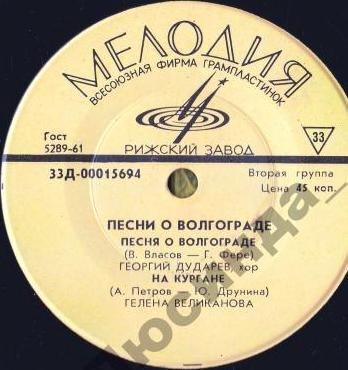 МЕЛОДИЯ
ВСЕСОЮЗНАЯ ФИРМА ГРАМПЛАСТИНОК
Гост
5289-61
РИЖСКИЙ ЗАВОД
33
33Д-00015694
Вторая группа
Цена 45 коп.
ПЕСНИ О ВОЛГОГРАДЕ
ПЕСНЯ О ВОЛГОГРАДЕ
(В. Власов — Г. Фере)
ГЕОРГИЙ ДУДАРЕВ, хор
НА КУРГАНЕ
(А. Петров — Ю. Друнина)
ГЕЛЕНА ВЕЛИКАНОВА